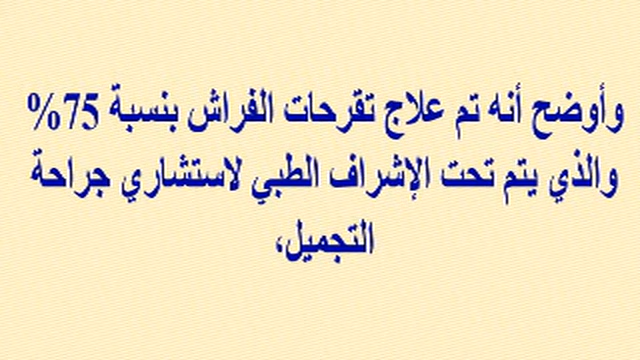 وأوضح أنه تم علاج تقرحات الفراش بنسبة 75%
والذي يتم تحت الإشراف الطبي لاستشاري جراحة
التجميل،